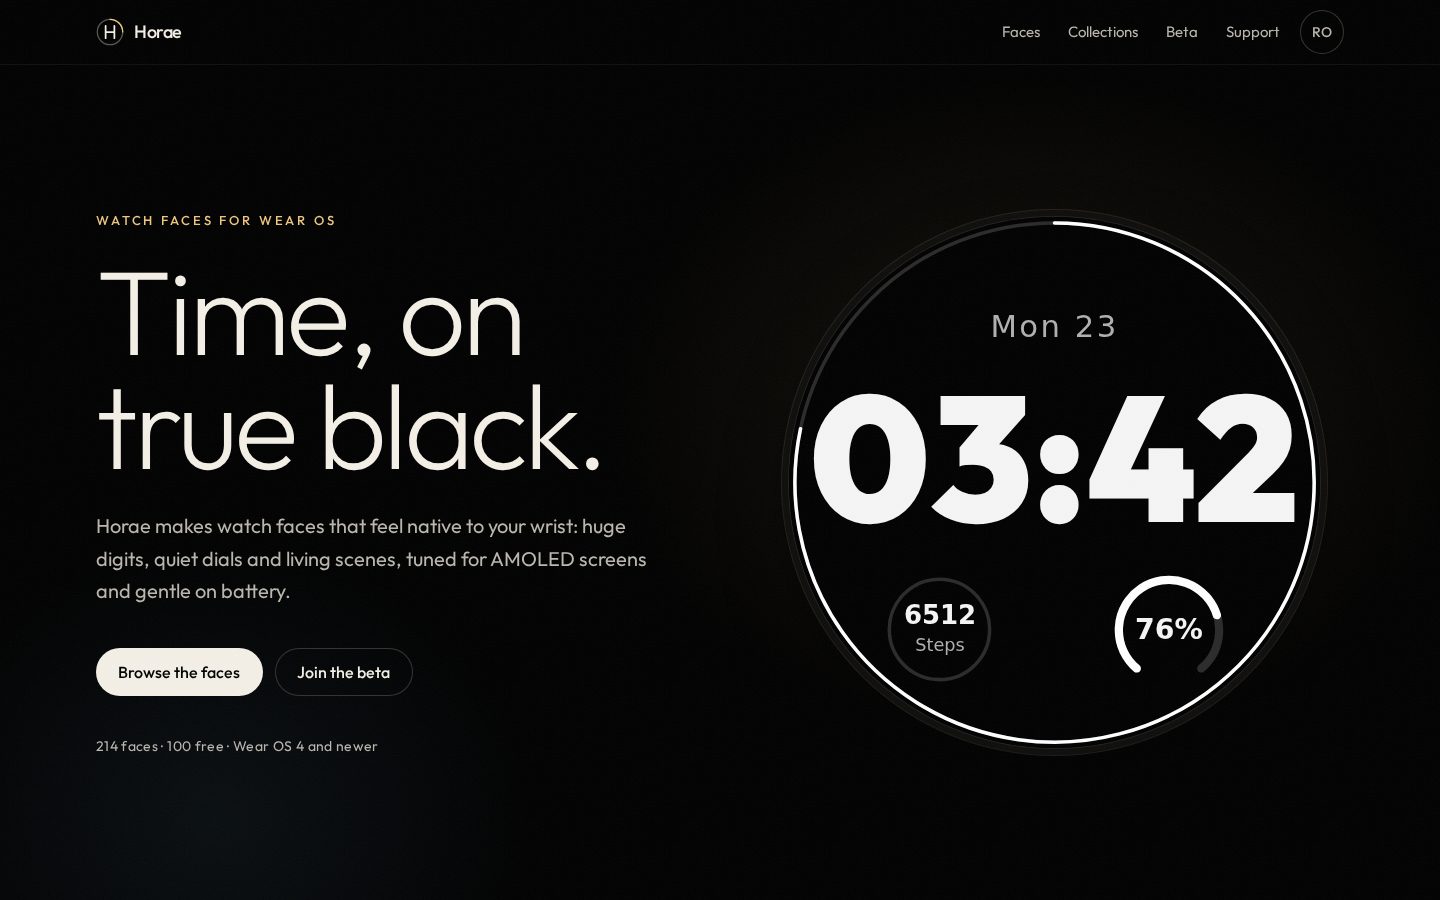 H Horae
Faces Collections Beta Support RO
WATCH FACES FOR WEAR OS
Time, on
true black.
Horae makes watch faces that feel native to your wrist: huge
digits, quiet dials and living scenes, tuned for AMOLED screens
and gentle on battery.
Browse the faces Join the beta
214 faces · 100 free · Wear OS 4 and newer
Mon 23
03:42
6512
Steps
76%